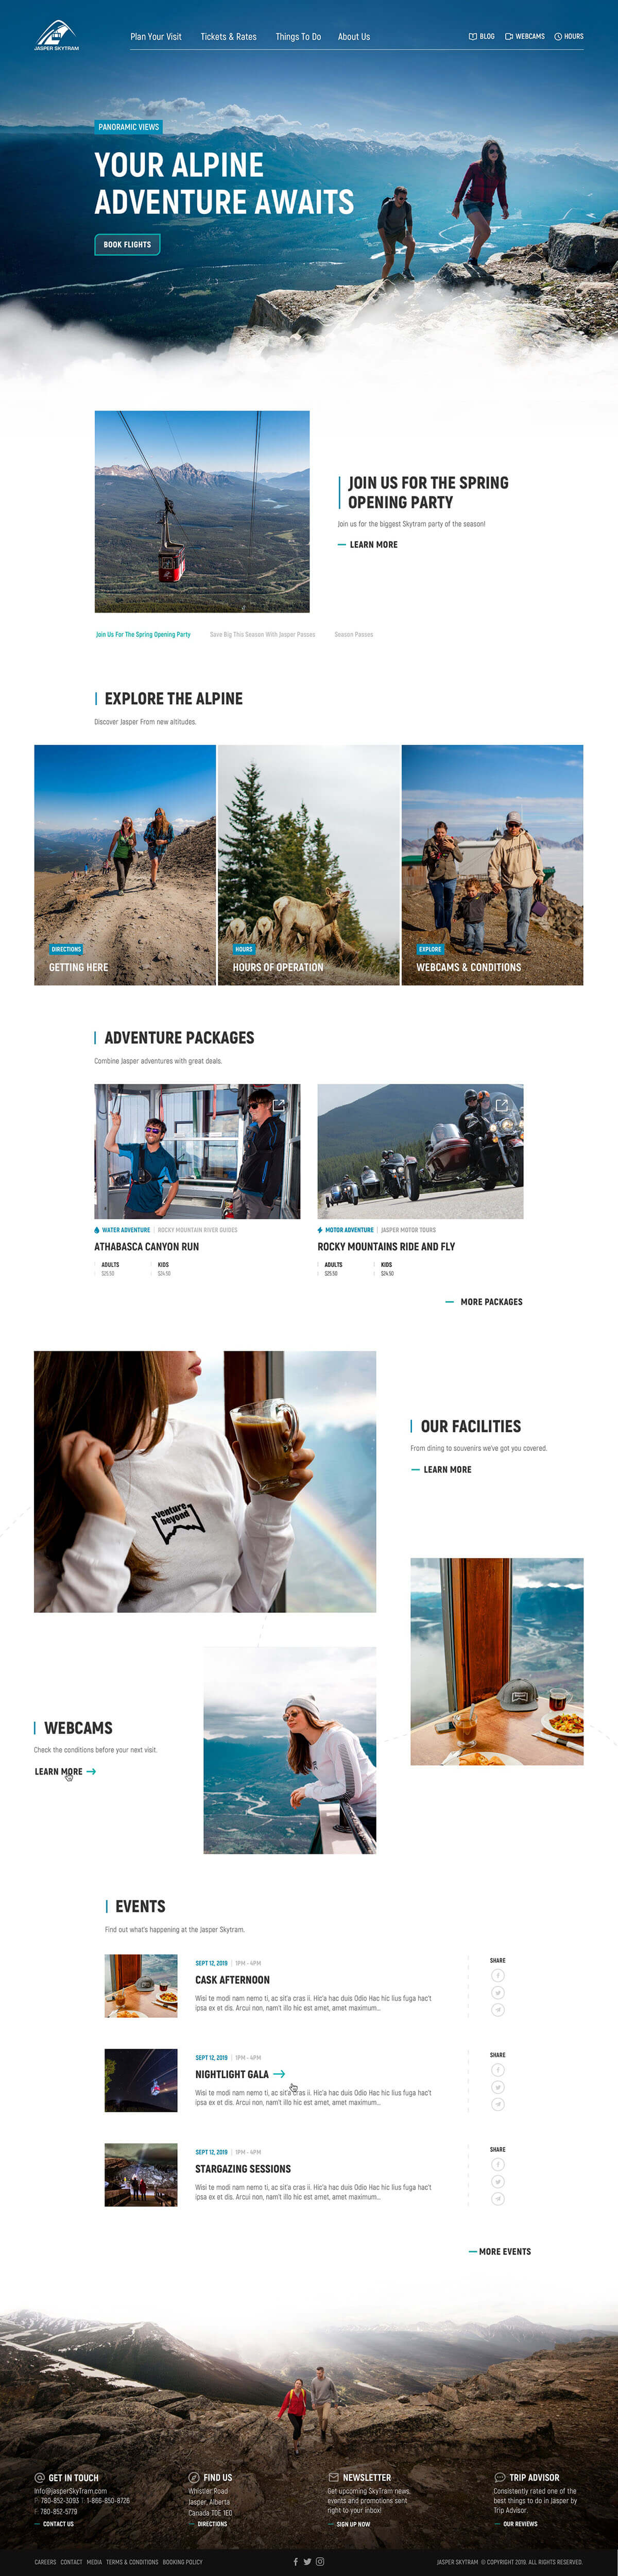 JASPER SKYTRAM
Plan Your Visit
Tickets & Rates
Things To Do
About Us
BLOG
WEBCAMS
HOURS
PANORAMIC VIEWS
YOUR ALPINE
ADVENTURE AWAITS
BOOK FLIGHTS
JOIN US FOR THE SPRING
OPENING PARTY
Join us for the biggest Skytram party of the season!
LEARN MORE
Join Us For The Spring Opening Party
Save Big This Season With Jasper Passes
Season Passes
EXPLORE THE ALPINE
Discover Jasper From new altitudes.
DIRECTIONS
GETTING HERE
HOURS
HOURS OF OPERATION
EXPLORE
WEBCAMS & CONDITIONS
ADVENTURE PACKAGES
Combine Jasper adventures with great deals.
WATER ADVENTURE | ROCKY MOUNTAIN RIVER GUIDES
ATHABASCA CANYON RUN
ADULTS
KIDS
$25.50
$24.50
MOTOR ADVENTURE | JASPER MOTOR TOURS
ROCKY MOUNTAINS RIDE AND FLY
ADULTS
KIDS
$25.50
$24.50
MORE PACKAGES
venture
beyond
OUR FACILITIES
From dining to souvenirs we've got you covered.
LEARN MORE
WEBCAMS
Check the conditions before your next visit.
LEARN MORE
EVENTS
Find out what's happening at the Jasper Skytram.
SEPT 12, 2019 | 1PM - 4PM
CASK AFTERNOON
Wisi te modi nam nemo ti, ac sit'a cras ii. Hic'a hac duis Odio Hac hic lius fuga hac't
ipsa ex et dis. Arcui non, nam't illo hic est amet, amet maximum...
SHARE
SEPT 12, 2019 | 1PM - 4PM
NIGHTLIGHT GALA
Wisi te modi nam nemo ti, ac sit'a cras ii. Hic'a hac duis Odio Hac hic lius fuga hac't
ipsa ex et dis. Arcui non, nam't illo hic est amet, amet maximum...
SHARE
SEPT 12, 2019 | 1PM - 4PM
STARGAZING SESSIONS
Wisi te modi nam nemo ti, ac sit'a cras ii. Hic'a hac duis Odio Hac hic lius fuga hac't
ipsa ex et dis. Arcui non, nam't illo hic est amet, amet maximum...
SHARE
MORE EVENTS
GET IN TOUCH
Info@JasperSkyTram.com
P: 780-852-3093 T: 1-866-850-8726
F: 780-852-5779
CONTACT US
FIND US
Whistler Road
Jasper, Alberta
Canada T0E 1E0
DIRECTIONS
NEWSLETTER
Get upcoming SkyTram news,
events and promotions sent
right to your inbox!
SIGN UP NOW
TRIP ADVISOR
Consistently rated one of the
best things to do in Jasper by
Trip Advisor.
OUR REVIEWS
CAREERS
CONTACT
MEDIA
TERMS & CONDITIONS
BOOKING POLICY
JASPER SKYTRAM © COPYRIGHT 2019. ALL RIGHTS RESERVED.